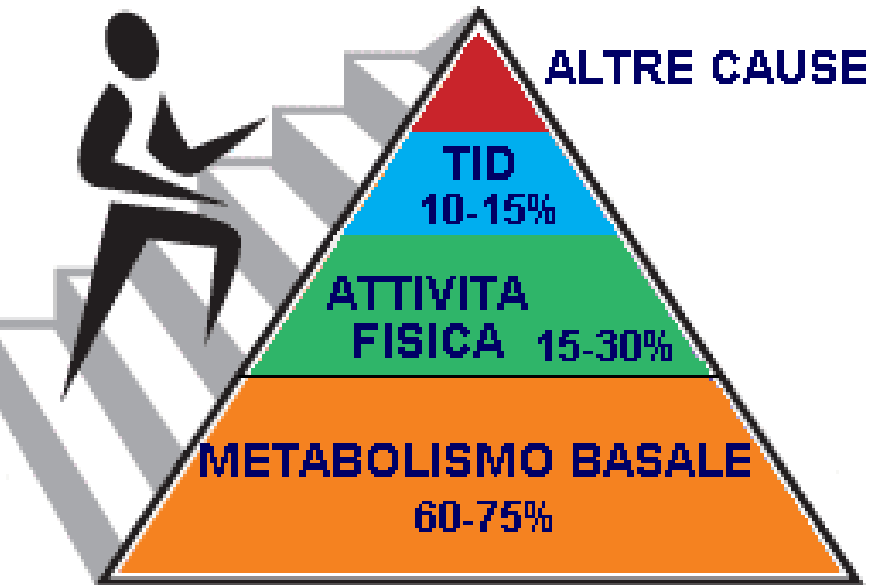 ALTRE CAUSE
TID
10-15%
ATTIVITA
FISICA 15-30%
METABOLISMO BASALE
60-75%